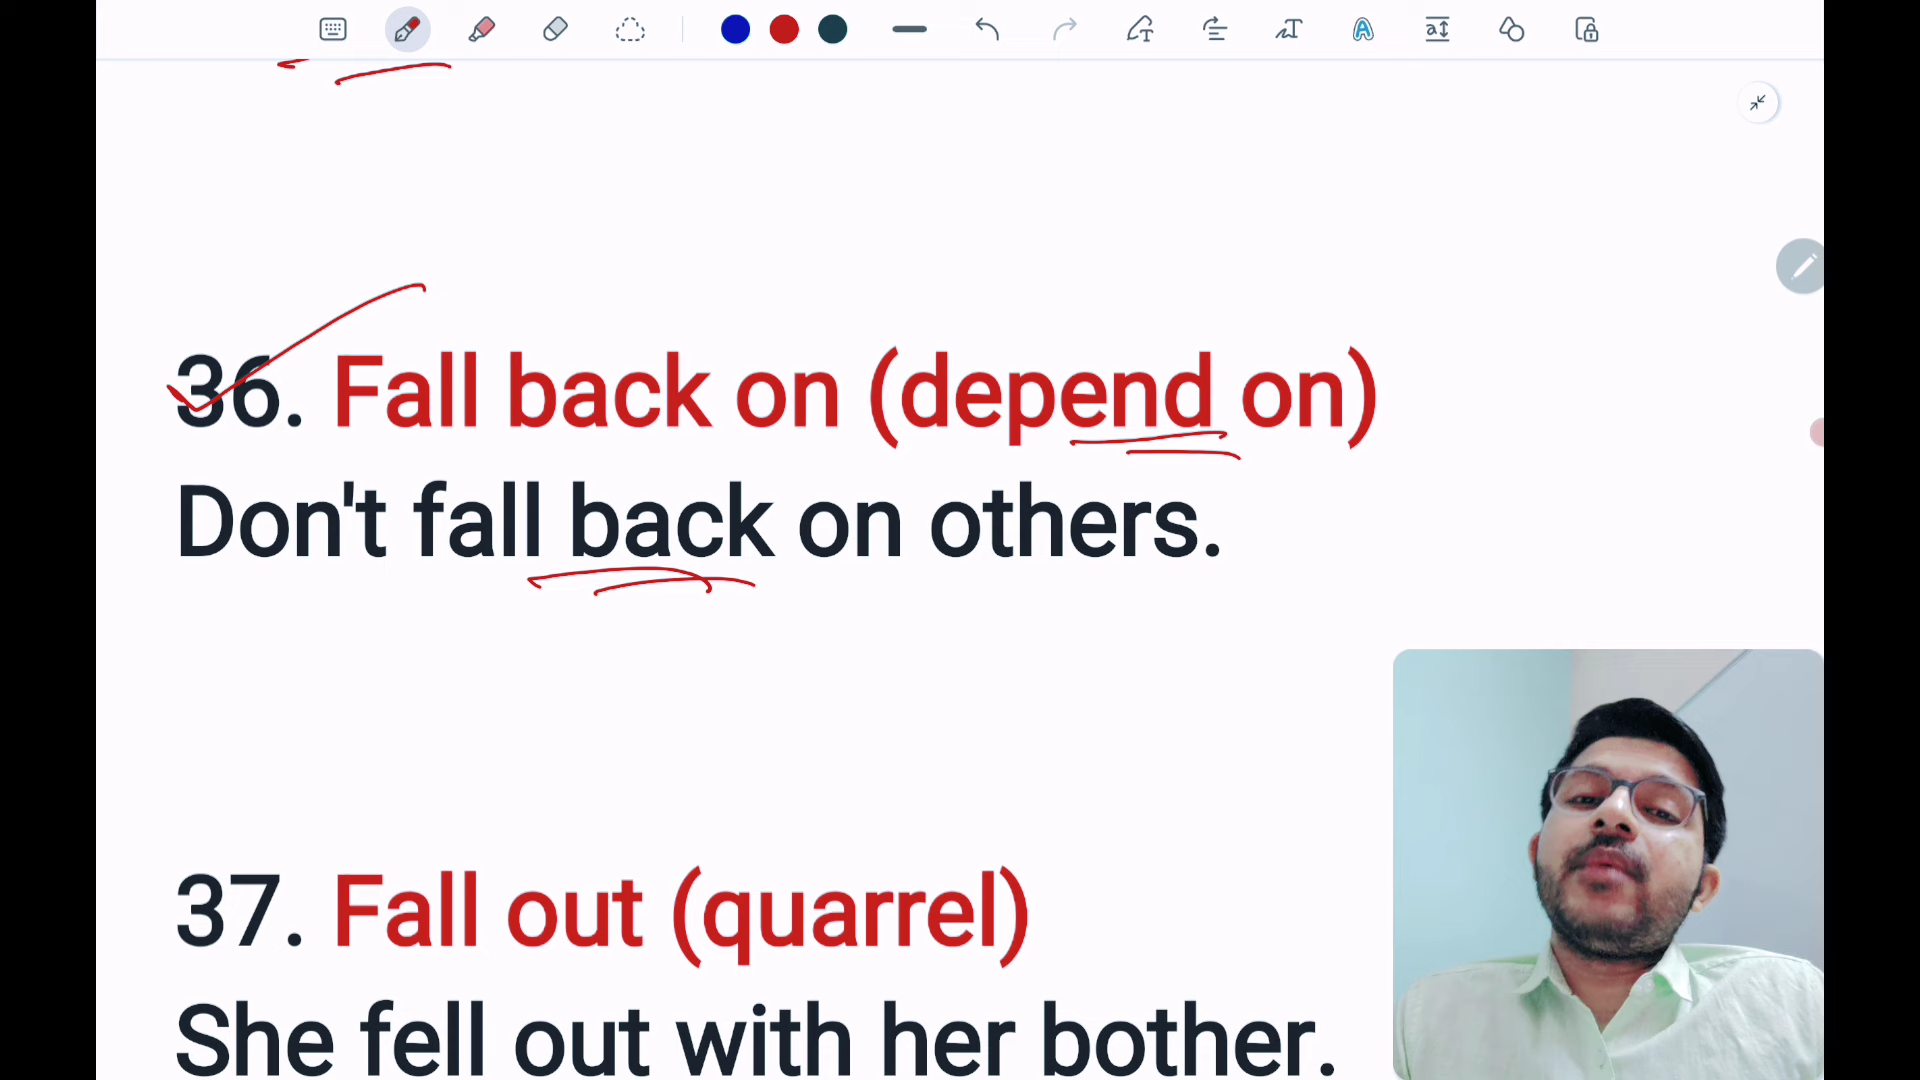 36. Fall back on (depend on)
Don't fall back on others.
37. Fall out (quarrel)
She fell out with her bother.